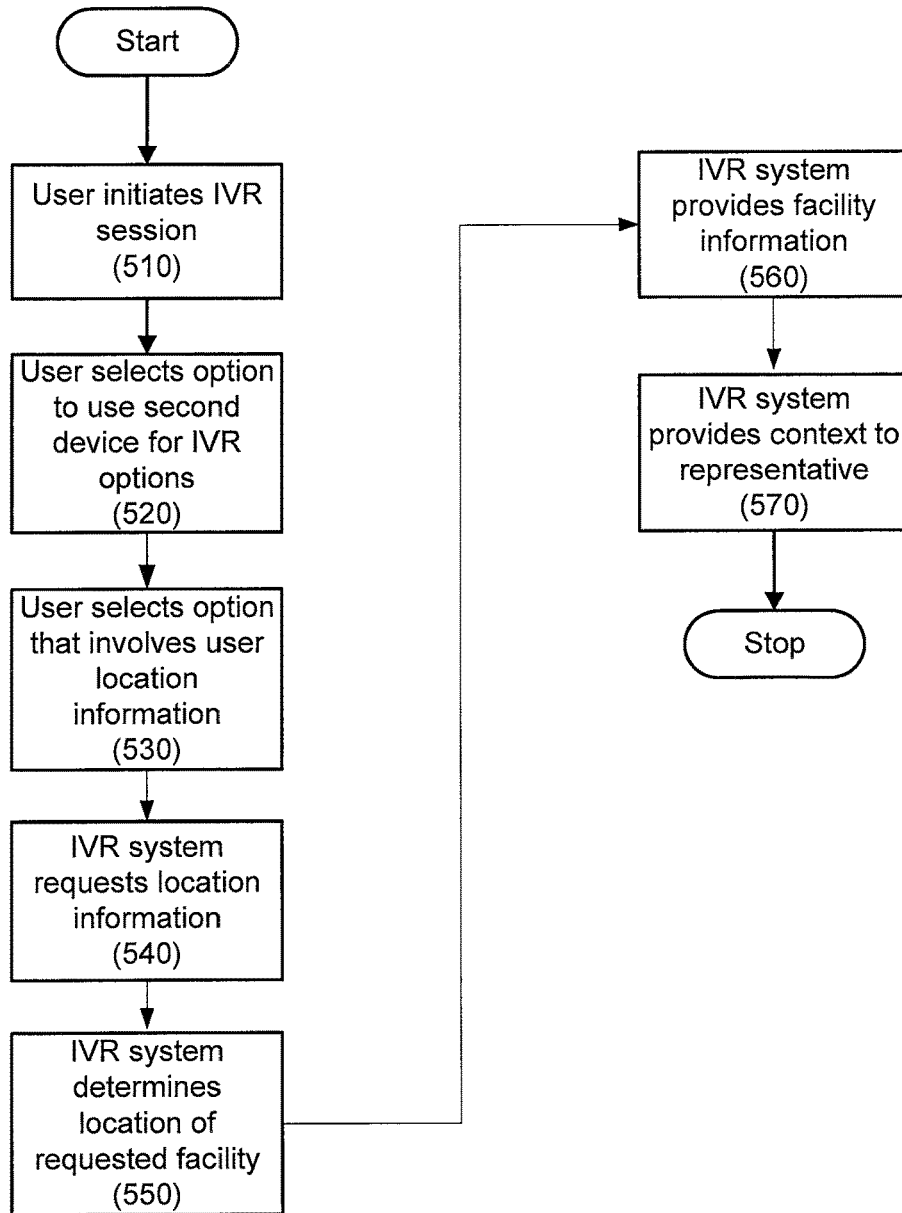 Start
User initiates IVR
session
(510)
User selects option
to use second
device for IVR
options
(520)
User selects option
that involves user
location
information
(530)
IVR system
requests location
information
(540)
IVR system
determines
location of
requested facility
(550)
IVR system
provides facility
information
(560)
IVR system
provides context to
representative
(570)
Stop